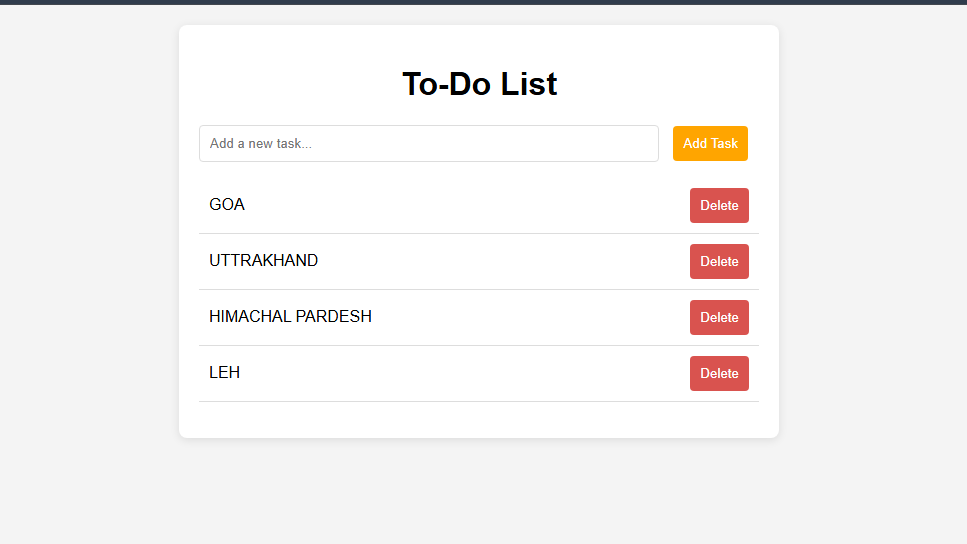 To-Do List
Add a new task...
Add Task
GOA
Delete
UTTRAKHAND
Delete
HIMACHAL PARDESH
Delete
LEH
Delete